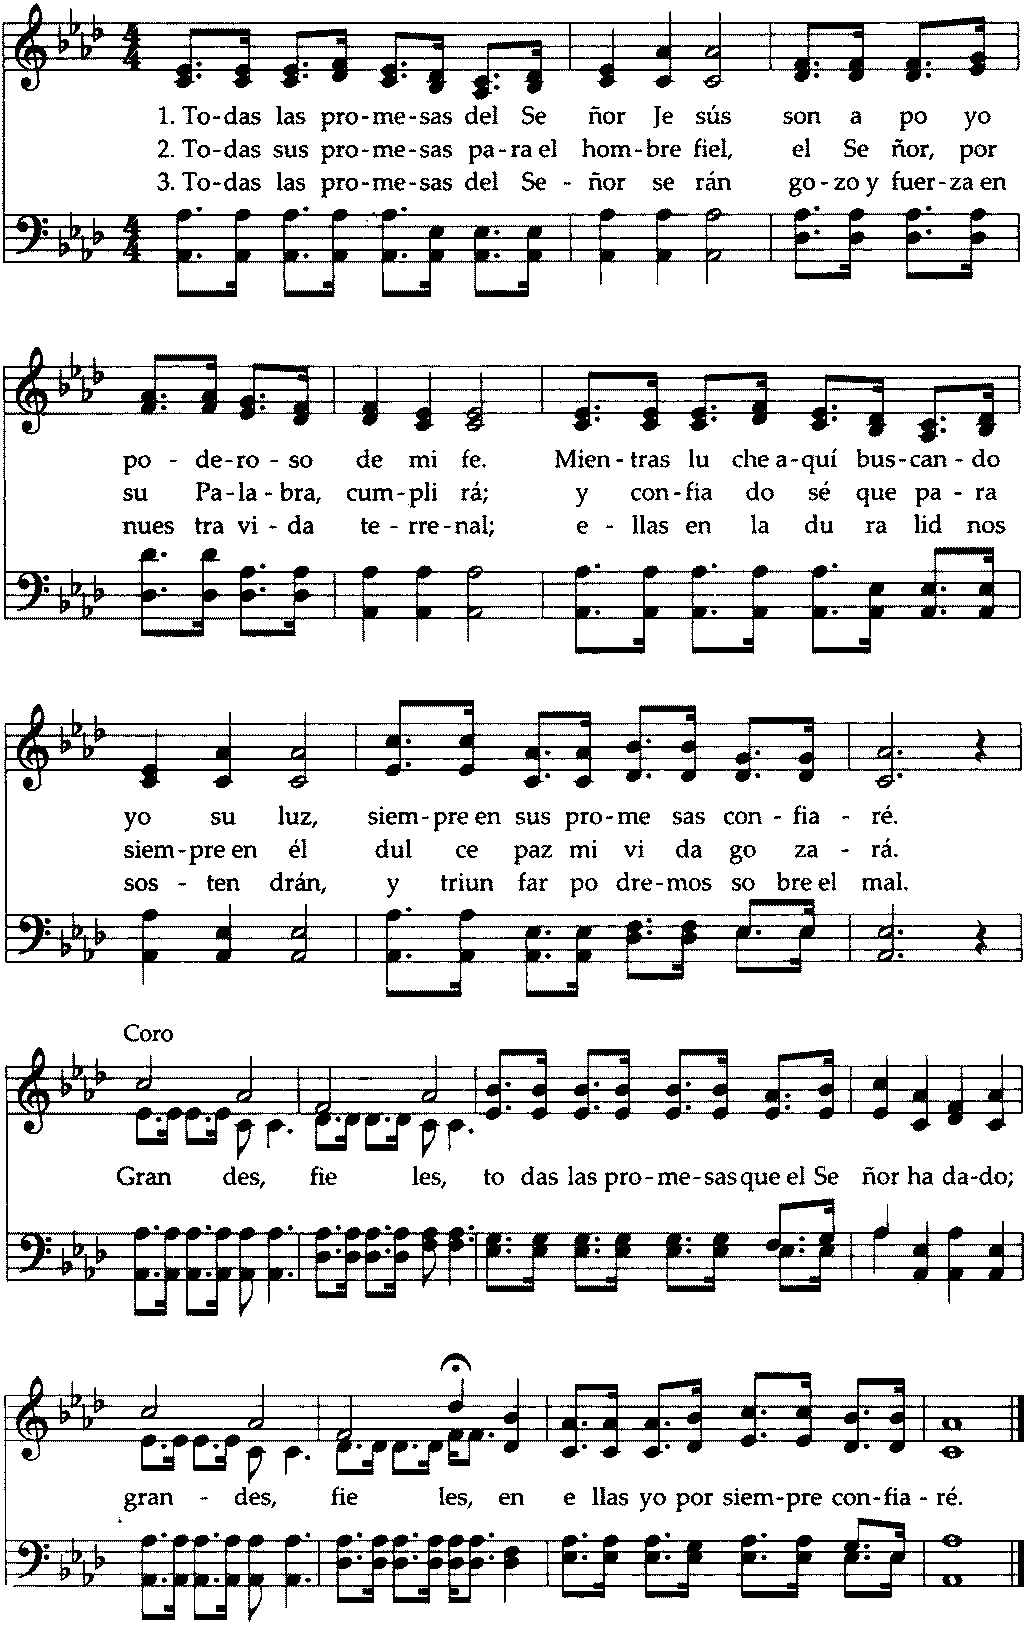 1. To-das las pro-me-sas del Se ñor Je sús son a po yo
2. To-das sus pro-me-sas pa-ra el hom-bre fiel, el Se ñor, por
3. To-das las pro-me-sas del Se - ñor se rán go-zo y fuer-za en
po - de-ro - so de mi fe. Mien-tras lu che a-quí bus-can-do
su Pa-la-bra, cum-pli rá; y con-fia do sé que pa - ra
nues tra vi - da te-rre-nal; e - llas en la du ra lid nos
yo su luz, siem-pre en sus pro-me sas con - fia - ré.
siem-pre en él dul ce paz mi vi da go za - rá.
sos - ten drán, y triun far po dre-mos so bre el mal.
Coro
Gran des, fie les, to das las pro-me-sas que el Se ñor ha da-do;
gran - des, fie les, en e llas yo por siem-pre con-fia-ré.